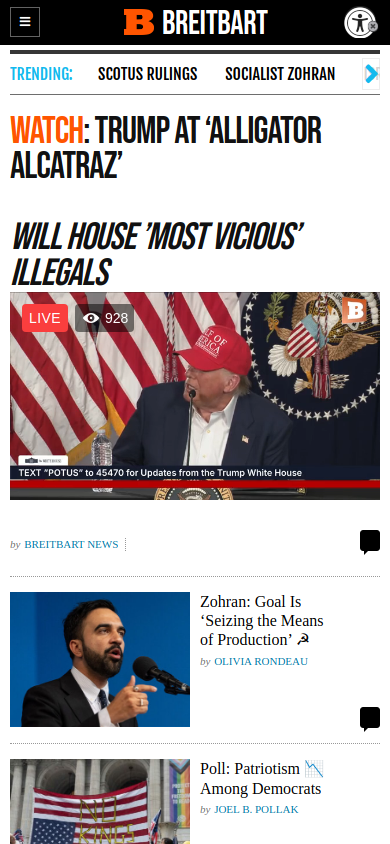 BREITBART
TRENDING:
SCOTUS RULINGS
SOCIALIST ZOHRAN
WATCH: TRUMP AT ‘ALLIGATOR
ALCATRAZ’
WILL HOUSE ’MOST VICIOUS’
ILLEGALS
LIVE
928
B
TEXT "POTUS" to 45470 for Updates from the Trump White House
by BREITBART NEWS
Zohran: Goal Is
‘Seizing the Means
of Production’ ☭
by OLIVIA RONDEAU
Poll: Patriotism 📉
Among Democrats
by JOEL B. POLLAK
NO
KINGS